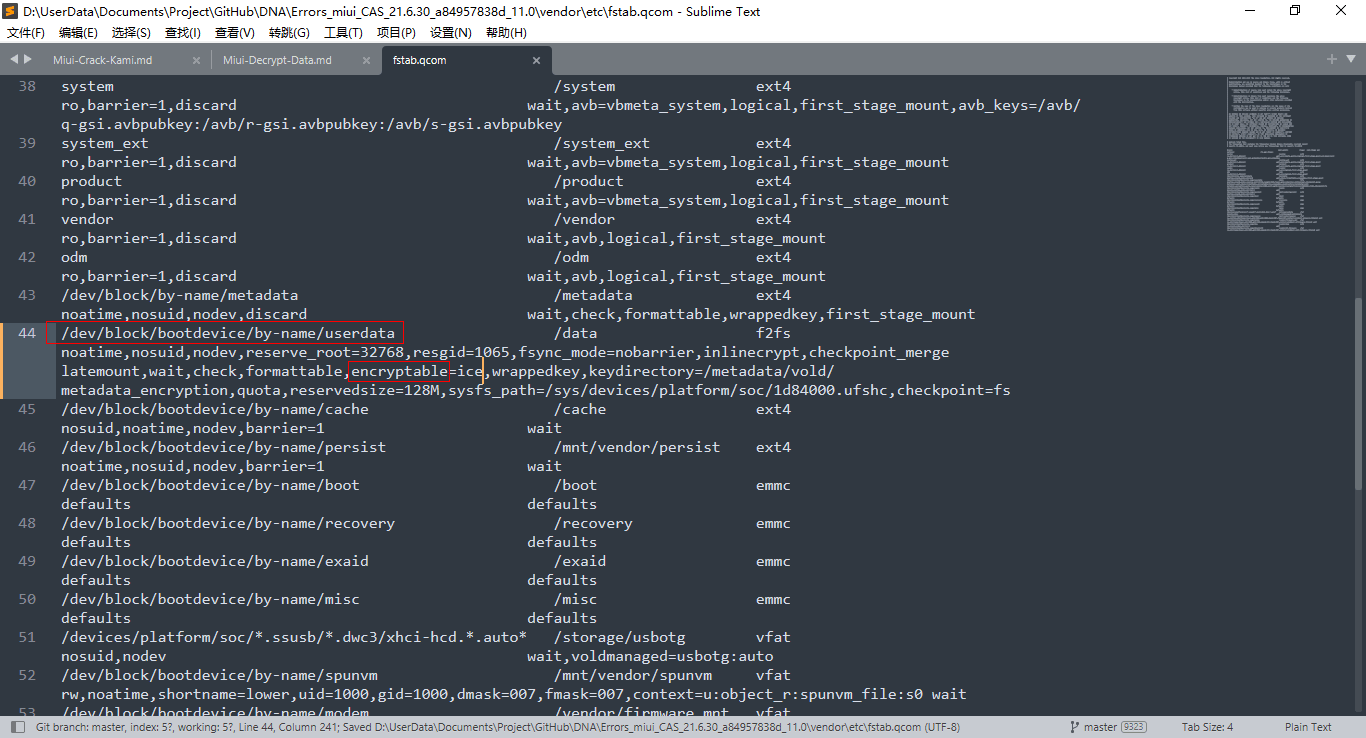 D:\UserData\Documents\Project\GitHub\DNA\Errors_miui_CAS_21.6.30_a84957838d_11.0\vendor\etc\fstab.qcom - Sublime Text
文件(F) 编辑(E) 选择(S) 查找(I) 查看(V) 转跳(G) 工具(T) 项目(P) 设置(N) 帮助(H)
Miui-Crack-Kami.md × Miui-Decrypt-Data.md × fstab.qcom ×
38 system /system ext4
ro,barrier=1,discard wait,avb=vbmeta_system,logical,first_stage_mount,avb_keys=/avb/
q-gsi.avbpubkey:/avb/r-gsi.avbpubkey:/avb/s-gsi.avbpubkey
39 system_ext /system_ext ext4
ro,barrier=1,discard wait,avb=vbmeta_system,logical,first_stage_mount
40 product /product ext4
ro,barrier=1,discard wait,avb=vbmeta_system,logical,first_stage_mount
41 vendor /vendor ext4
ro,barrier=1,discard wait,avb,logical,first_stage_mount
42 odm /odm ext4
ro,barrier=1,discard wait,avb,logical,first_stage_mount
43 /dev/block/by-name/metadata /metadata ext4
noatime,nosuid,nodev,discard wait,check,formattable,wrappedkey,first_stage_mount
44 /dev/block/bootdevice/by-name/userdata /data f2fs
noatime,nosuid,nodev,reserve_root=32768,resgid=1065,fsync_mode=nobarrier,inlinecrypt,checkpoint_merge
latemount,wait,check,formattable,encryptable=ice,wrappedkey,keydirectory=/metadata/vold/
metadata_encryption,quota,reservedsize=128M,sysfs_path=/sys/devices/platform/soc/1d84000.ufshc,checkpoint=fs
45 /dev/block/bootdevice/by-name/cache /cache ext4
nosuid,noatime,nodev,barrier=1 wait
46 /dev/block/bootdevice/by-name/persist /mnt/vendor/persist ext4
noatime,nosuid,nodev,barrier=1 wait
47 /dev/block/bootdevice/by-name/boot /boot emmc
defaults defaults
48 /dev/block/bootdevice/by-name/recovery /recovery emmc
defaults defaults
49 /dev/block/bootdevice/by-name/exaid /exaid emmc
defaults defaults
50 /dev/block/bootdevice/by-name/misc /misc emmc
defaults defaults
51 /devices/platform/soc/*.ssusb/*.dwc3/xhci-hcd.*.auto* /storage/usbotg vfat
nosuid,nodev wait,voldmanaged=usbotg:auto
52 /dev/block/bootdevice/by-name/spunvm /mnt/vendor/spunvm vfat
rw,noatime,shortname=lower,uid=1000,gid=1000,dmask=007,fmask=007,context=u:object_r:spunvm_file:s0 wait
53 /dev/block/bootdevice/by-name/modem /vendor/firmware_mnt vfat
Git branch: master, index: 5?, working: 5?, Line 44, Column 241; Saved D:\UserData\Documents\Project\GitHub\DNA\Errors_miui_CAS_21.6.30_a84957838d_11.0\vendor\etc\fstab.qcom (UTF-8) master 9323 Tab Size: 4 Plain Text